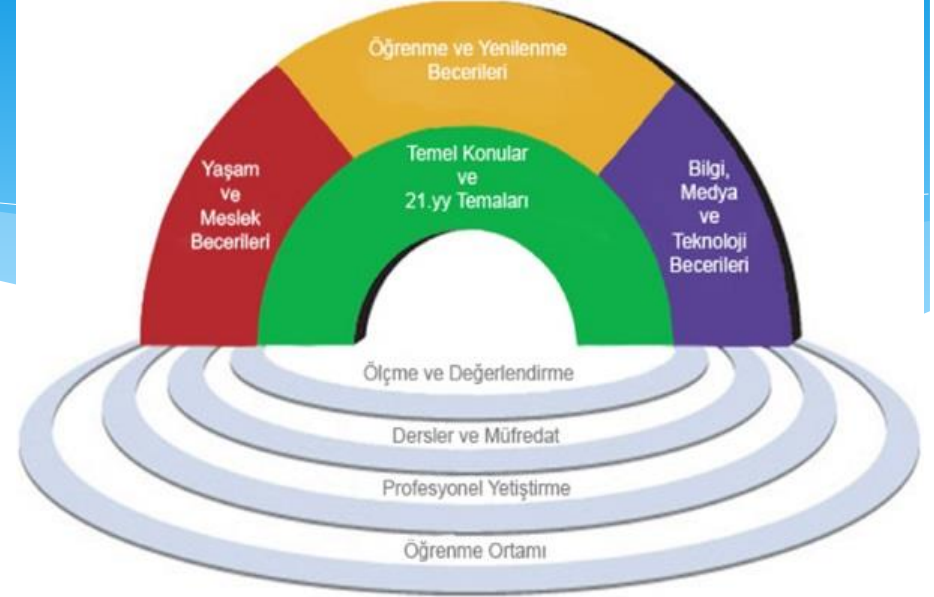 Öğrenme ve Yenilenme
Becerileri
Temel Konular
ve
21.yy Temaları
Yaşam
ve
Meslek
Becerileri
Bilgi,
Medya
ve
Teknoloji
Becerileri
Ölçme ve Değerlendirme
Dersler ve Müfredat
Profesyonel Yetiştirme
Öğrenme Ortamı